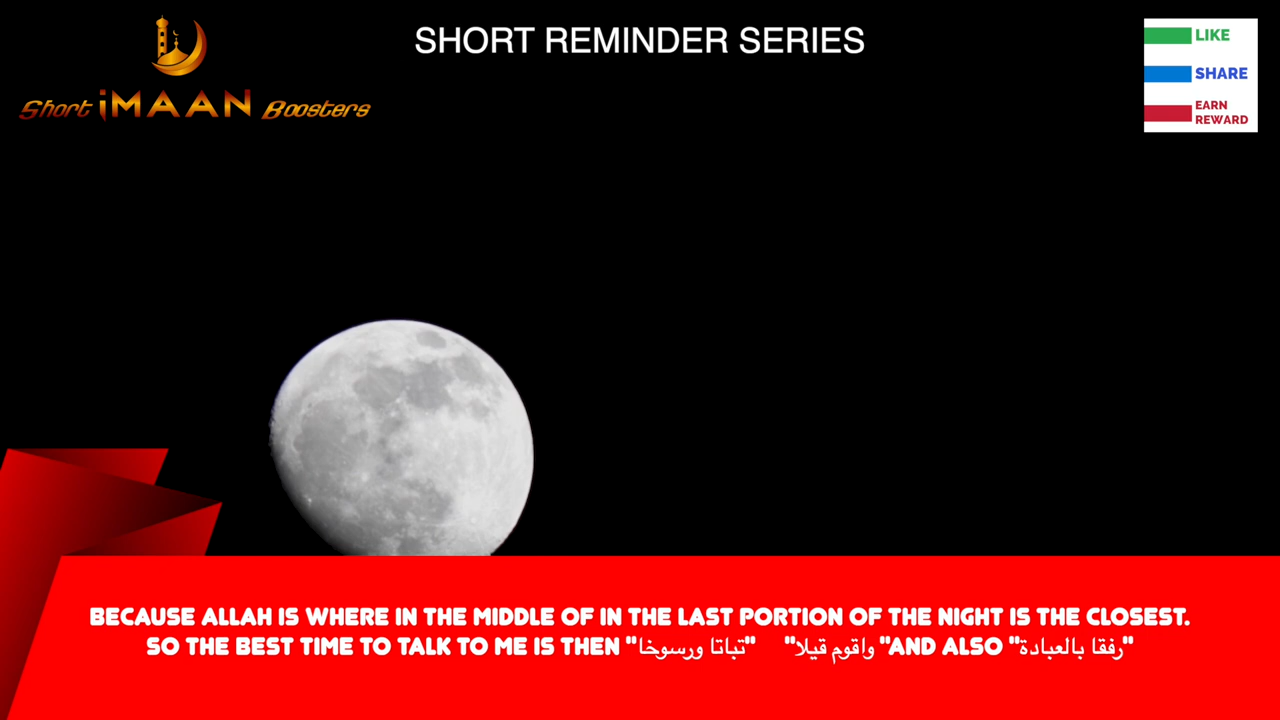 Short iMAAN Boosters
SHORT REMINDER SERIES
LIKE
SHARE
EARN
REWARD
BECAUSE ALLAH IS WHERE IN THE MIDDLE OF IN THE LAST PORTION OF THE NIGHT IS THE CLOSEST.
SO THE BEST TIME TO TALK TO ME IS THEN "تباتا ورسوخا" "واقوم قيلا" AND ALSO "رفقا بالعبادة"